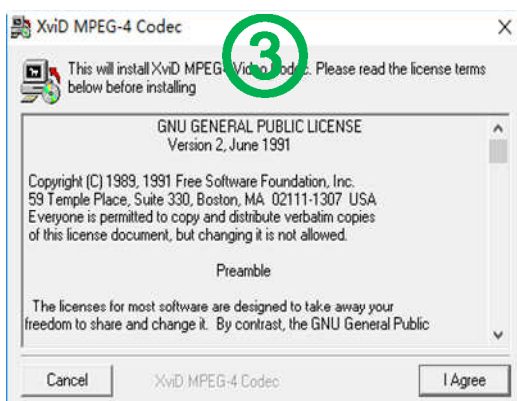 XviD MPEG-4 Codec
③
This will install XviD MPEG-4 Video Codec. Please read the license terms
below before installing
GNU GENERAL PUBLIC LICENSE
Version 2, June 1991
Copyright (C) 1989, 1991 Free Software Foundation, Inc.
59 Temple Place, Suite 330, Boston, MA 02111-1307 USA
Everyone is permitted to copy and distribute verbatim copies
of this license document, but changing it is not allowed.
Preamble
The licenses for most software are designed to take away your
freedom to share and change it. By contrast, the GNU General Public
Cancel
XviD MPEG-4 Codec
I Agree